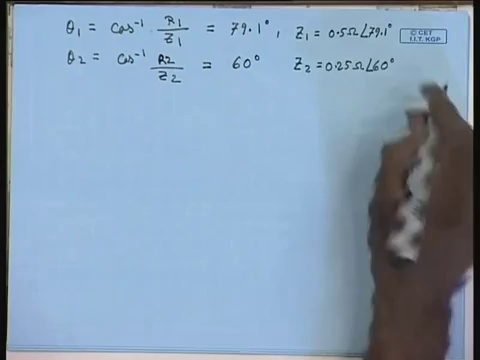 θ1 = cos⁻¹ R1/Z1 = 79.1°, Z1 = 0.5Ω∠79.1°
© CET
I.I.T. KGP
θ2 = cos⁻¹ R2/Z2 = 60° Z2 = 0.25Ω∠60°